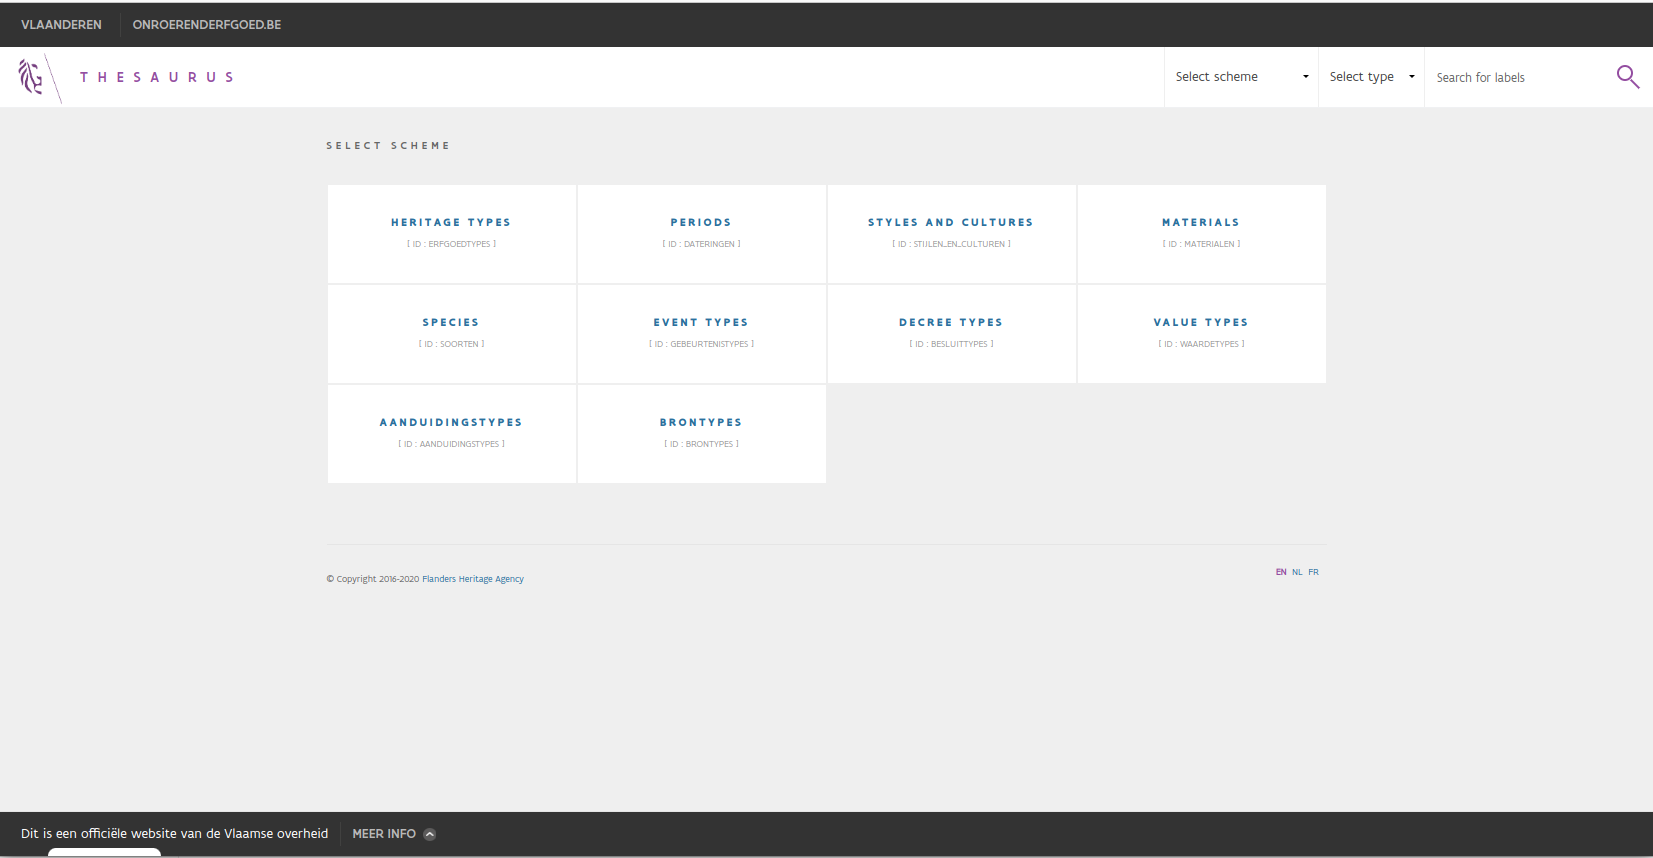 VLAANDEREN ONROERENDERFGOED.BE
THESAURUS Select scheme Select type Search for labels
SELECT SCHEME
HERITAGE TYPES PERIODS STYLES AND CULTURES MATERIALS
[ ID : ERFGOEDTYPES ] [ ID : DATERINGEN ] [ ID : STIJLEN_EN_CULTUREN ] [ ID : MATERIALEN ]
SPECIES EVENT TYPES DECREE TYPES VALUE TYPES
[ ID : SOORTEN ] [ ID : GEBEURTENISTYPES ] [ ID : BESLUITTYPES ] [ ID : WAARDETYPES ]
AANDUIDINGSTYPES BRONTYPES
[ ID : AANDUIDINGSTYPES ] [ ID : BRONTYPES ]
© Copyright 2016-2020 Flanders Heritage Agency EN NL FR
Dit is een officiële website van de Vlaamse overheid MEER INFO